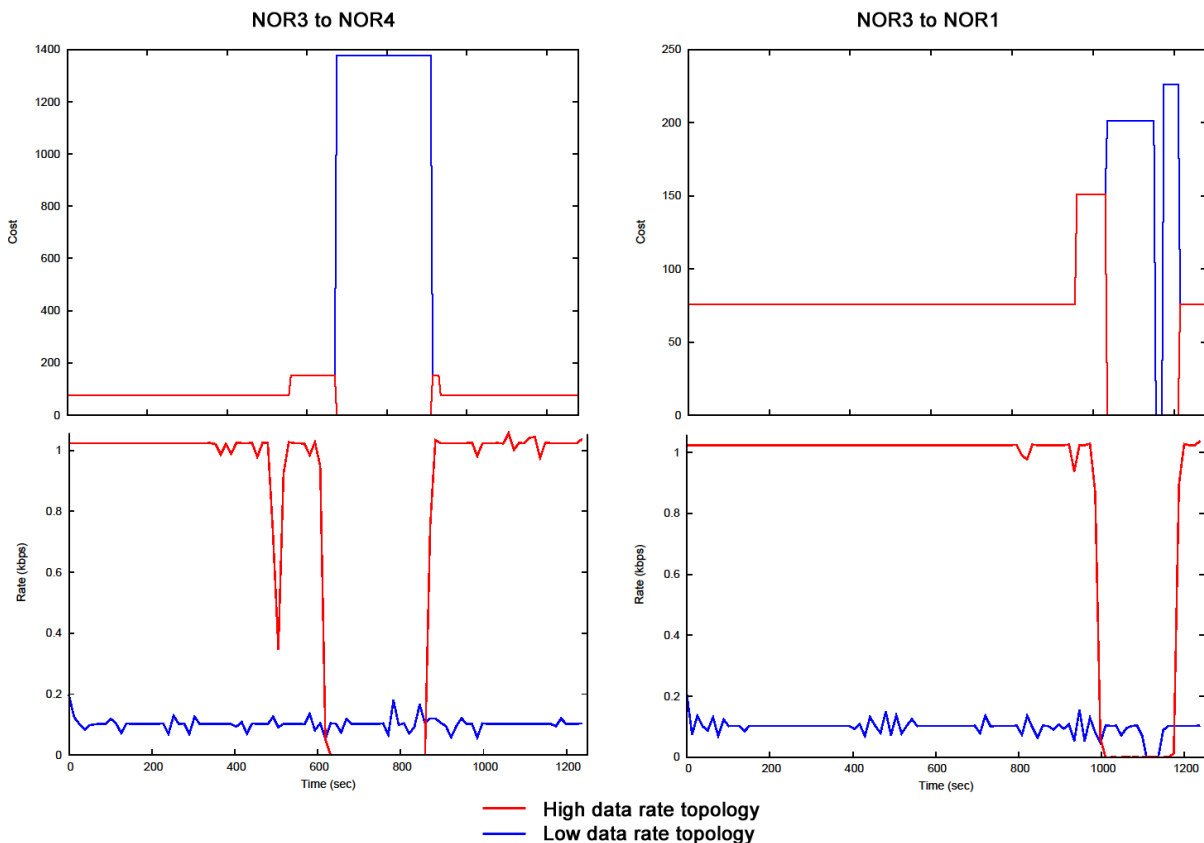 NOR3 to NOR4
NOR3 to NOR1
1400
1200
1000
800
600
400
200
0
Cost
250
200
150
100
50
0
Cost
1
0.8
0.6
0.4
0.2
0
Rate (kbps)
0 200 400 600 800 1000 1200
Time (sec)
1
0.8
0.6
0.4
0.2
0
Rate (kbps)
0 200 400 600 800 1000 1200
Time (sec)
High data rate topology
Low data rate topology